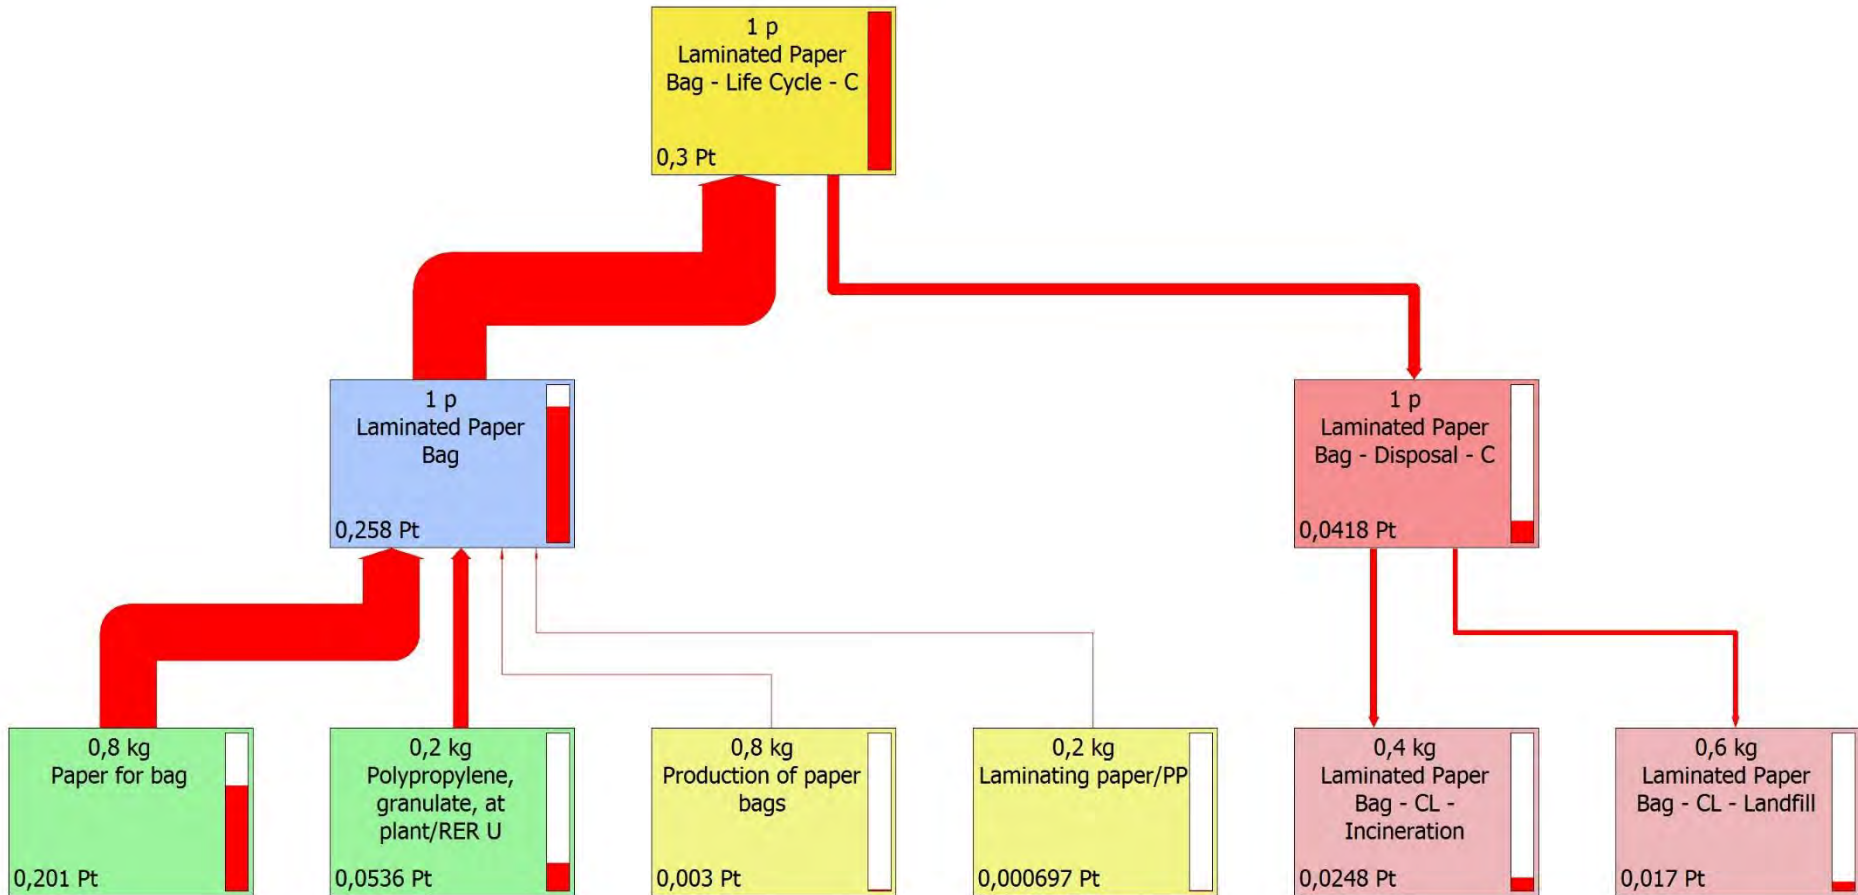 1 p
Laminated Paper
Bag - Life Cycle - C
0,3 Pt
1 p
Laminated Paper
Bag
0,258 Pt
1 p
Laminated Paper
Bag - Disposal - C
0,0418 Pt
0,8 kg
Paper for bag
0,201 Pt
0,2 kg
Polypropylene,
granulate, at
plant/RER U
0,0536 Pt
0,8 kg
Production of paper
bags
0,003 Pt
0,2 kg
Laminating paper/PP
0,000697 Pt
0,4 kg
Laminated Paper
Bag - CL -
Incineration
0,0248 Pt
0,6 kg
Laminated Paper
Bag - CL - Landfill
0,017 Pt